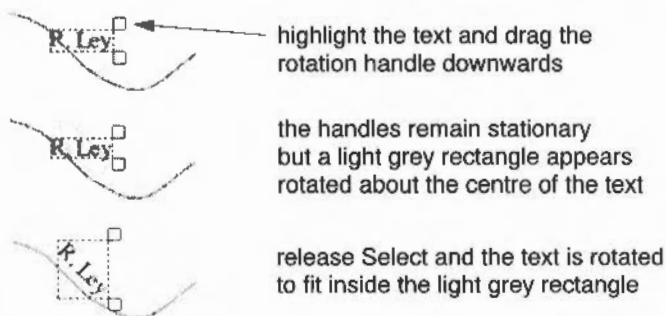 R. Ley
highlight the text and drag the
rotation handle downwards
R. Ley
the handles remain stationary
but a light grey rectangle appears
rotated about the centre of the text
R. Ley
release Select and the text is rotated
to fit inside the light grey rectangle